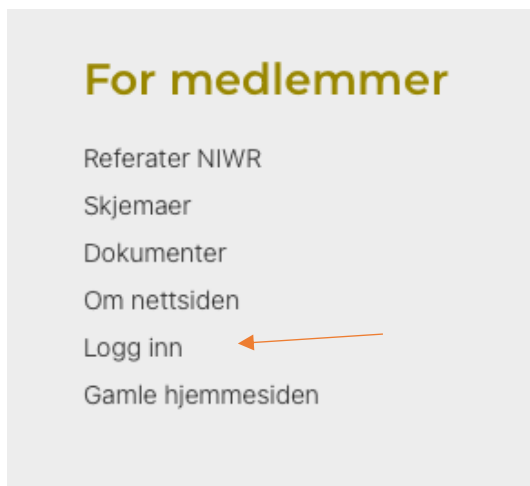 For medlemmer
Referater NIWR
Skjemaer
Dokumenter
Om nettsiden
Logg inn
Gamle hjemmesiden